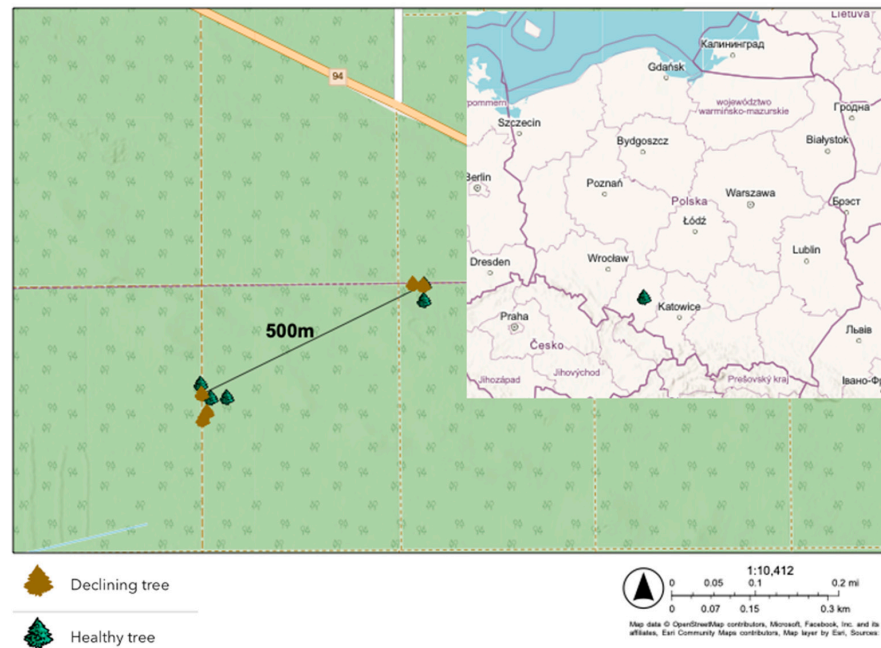 94
500m
Lietuva
Калининград
Gdańsk
pommern
województwo
warmińsko-mazurskie
Гродна
Szczecin
Białystok
Bydgoszcz
Berlin
Poznań
Warszawa
Polska
Брэст
Łódź
Lublin
Dresden
Wrocław
Katowice
Praha
Львів
Česko
Jihozápad
Jihovýchod
Prešovský kraj
Івано-Фр
Declining tree
Healthy tree
1:10,412
0 0.05 0.1 0.2 mi
0 0.07 0.15 0.3 km
Map data © OpenStreetMap contributors, Microsoft, Facebook, Inc. and its
affiliates, Esri Community Maps contributors, Map layer by Esri, Sources: